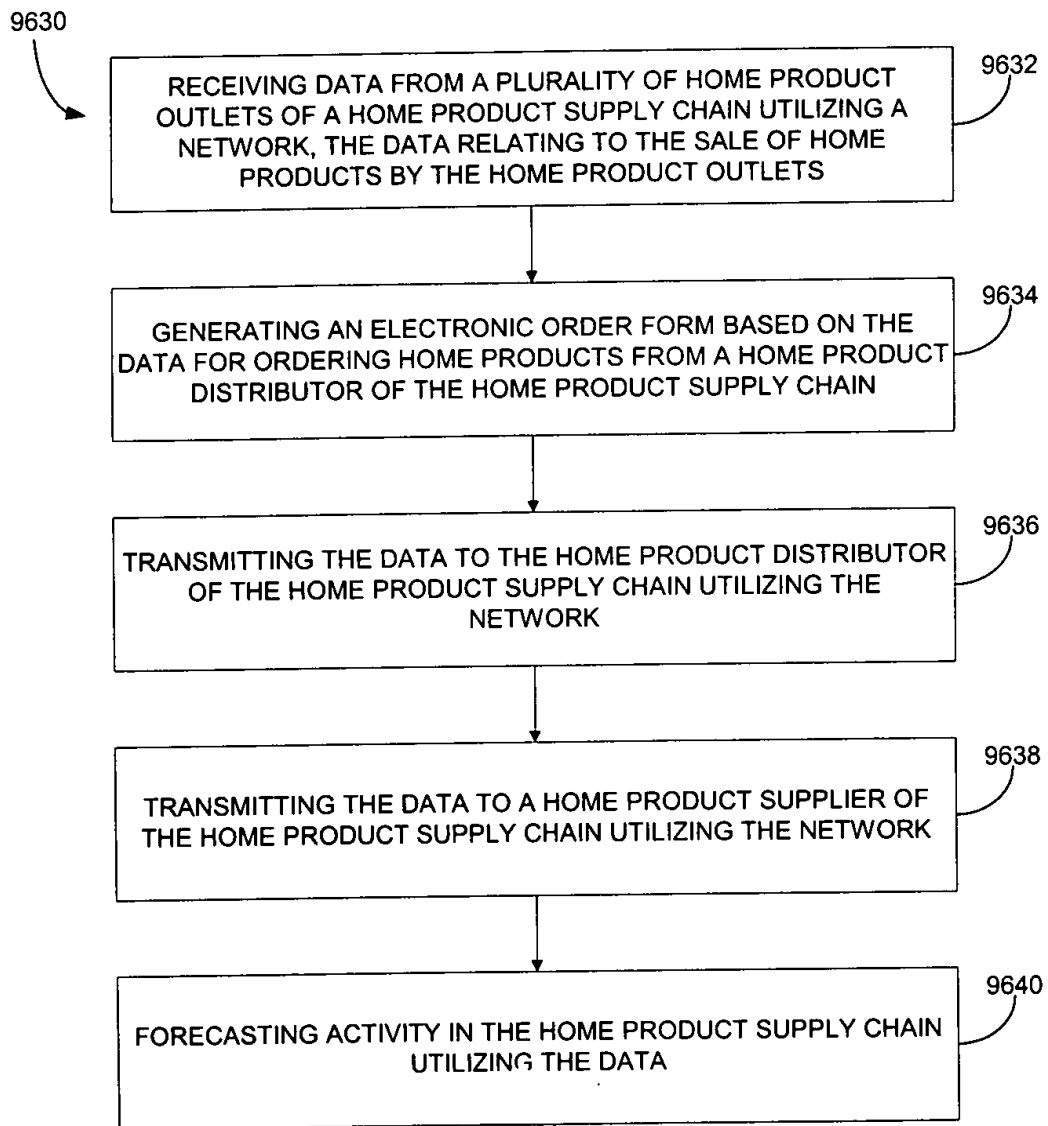 9630
9632
RECEIVING DATA FROM A PLURALITY OF HOME PRODUCT
OUTLETS OF A HOME PRODUCT SUPPLY CHAIN UTILIZING A
NETWORK, THE DATA RELATING TO THE SALE OF HOME
PRODUCTS BY THE HOME PRODUCT OUTLETS
9634
GENERATING AN ELECTRONIC ORDER FORM BASED ON THE
DATA FOR ORDERING HOME PRODUCTS FROM A HOME PRODUCT
DISTRIBUTOR OF THE HOME PRODUCT SUPPLY CHAIN
9636
TRANSMITTING THE DATA TO THE HOME PRODUCT DISTRIBUTOR
OF THE HOME PRODUCT SUPPLY CHAIN UTILIZING THE
NETWORK
9638
TRANSMITTING THE DATA TO A HOME PRODUCT SUPPLIER OF
THE HOME PRODUCT SUPPLY CHAIN UTILIZING THE NETWORK
9640
FORECASTING ACTIVITY IN THE HOME PRODUCT SUPPLY CHAIN
UTILIZING THE DATA